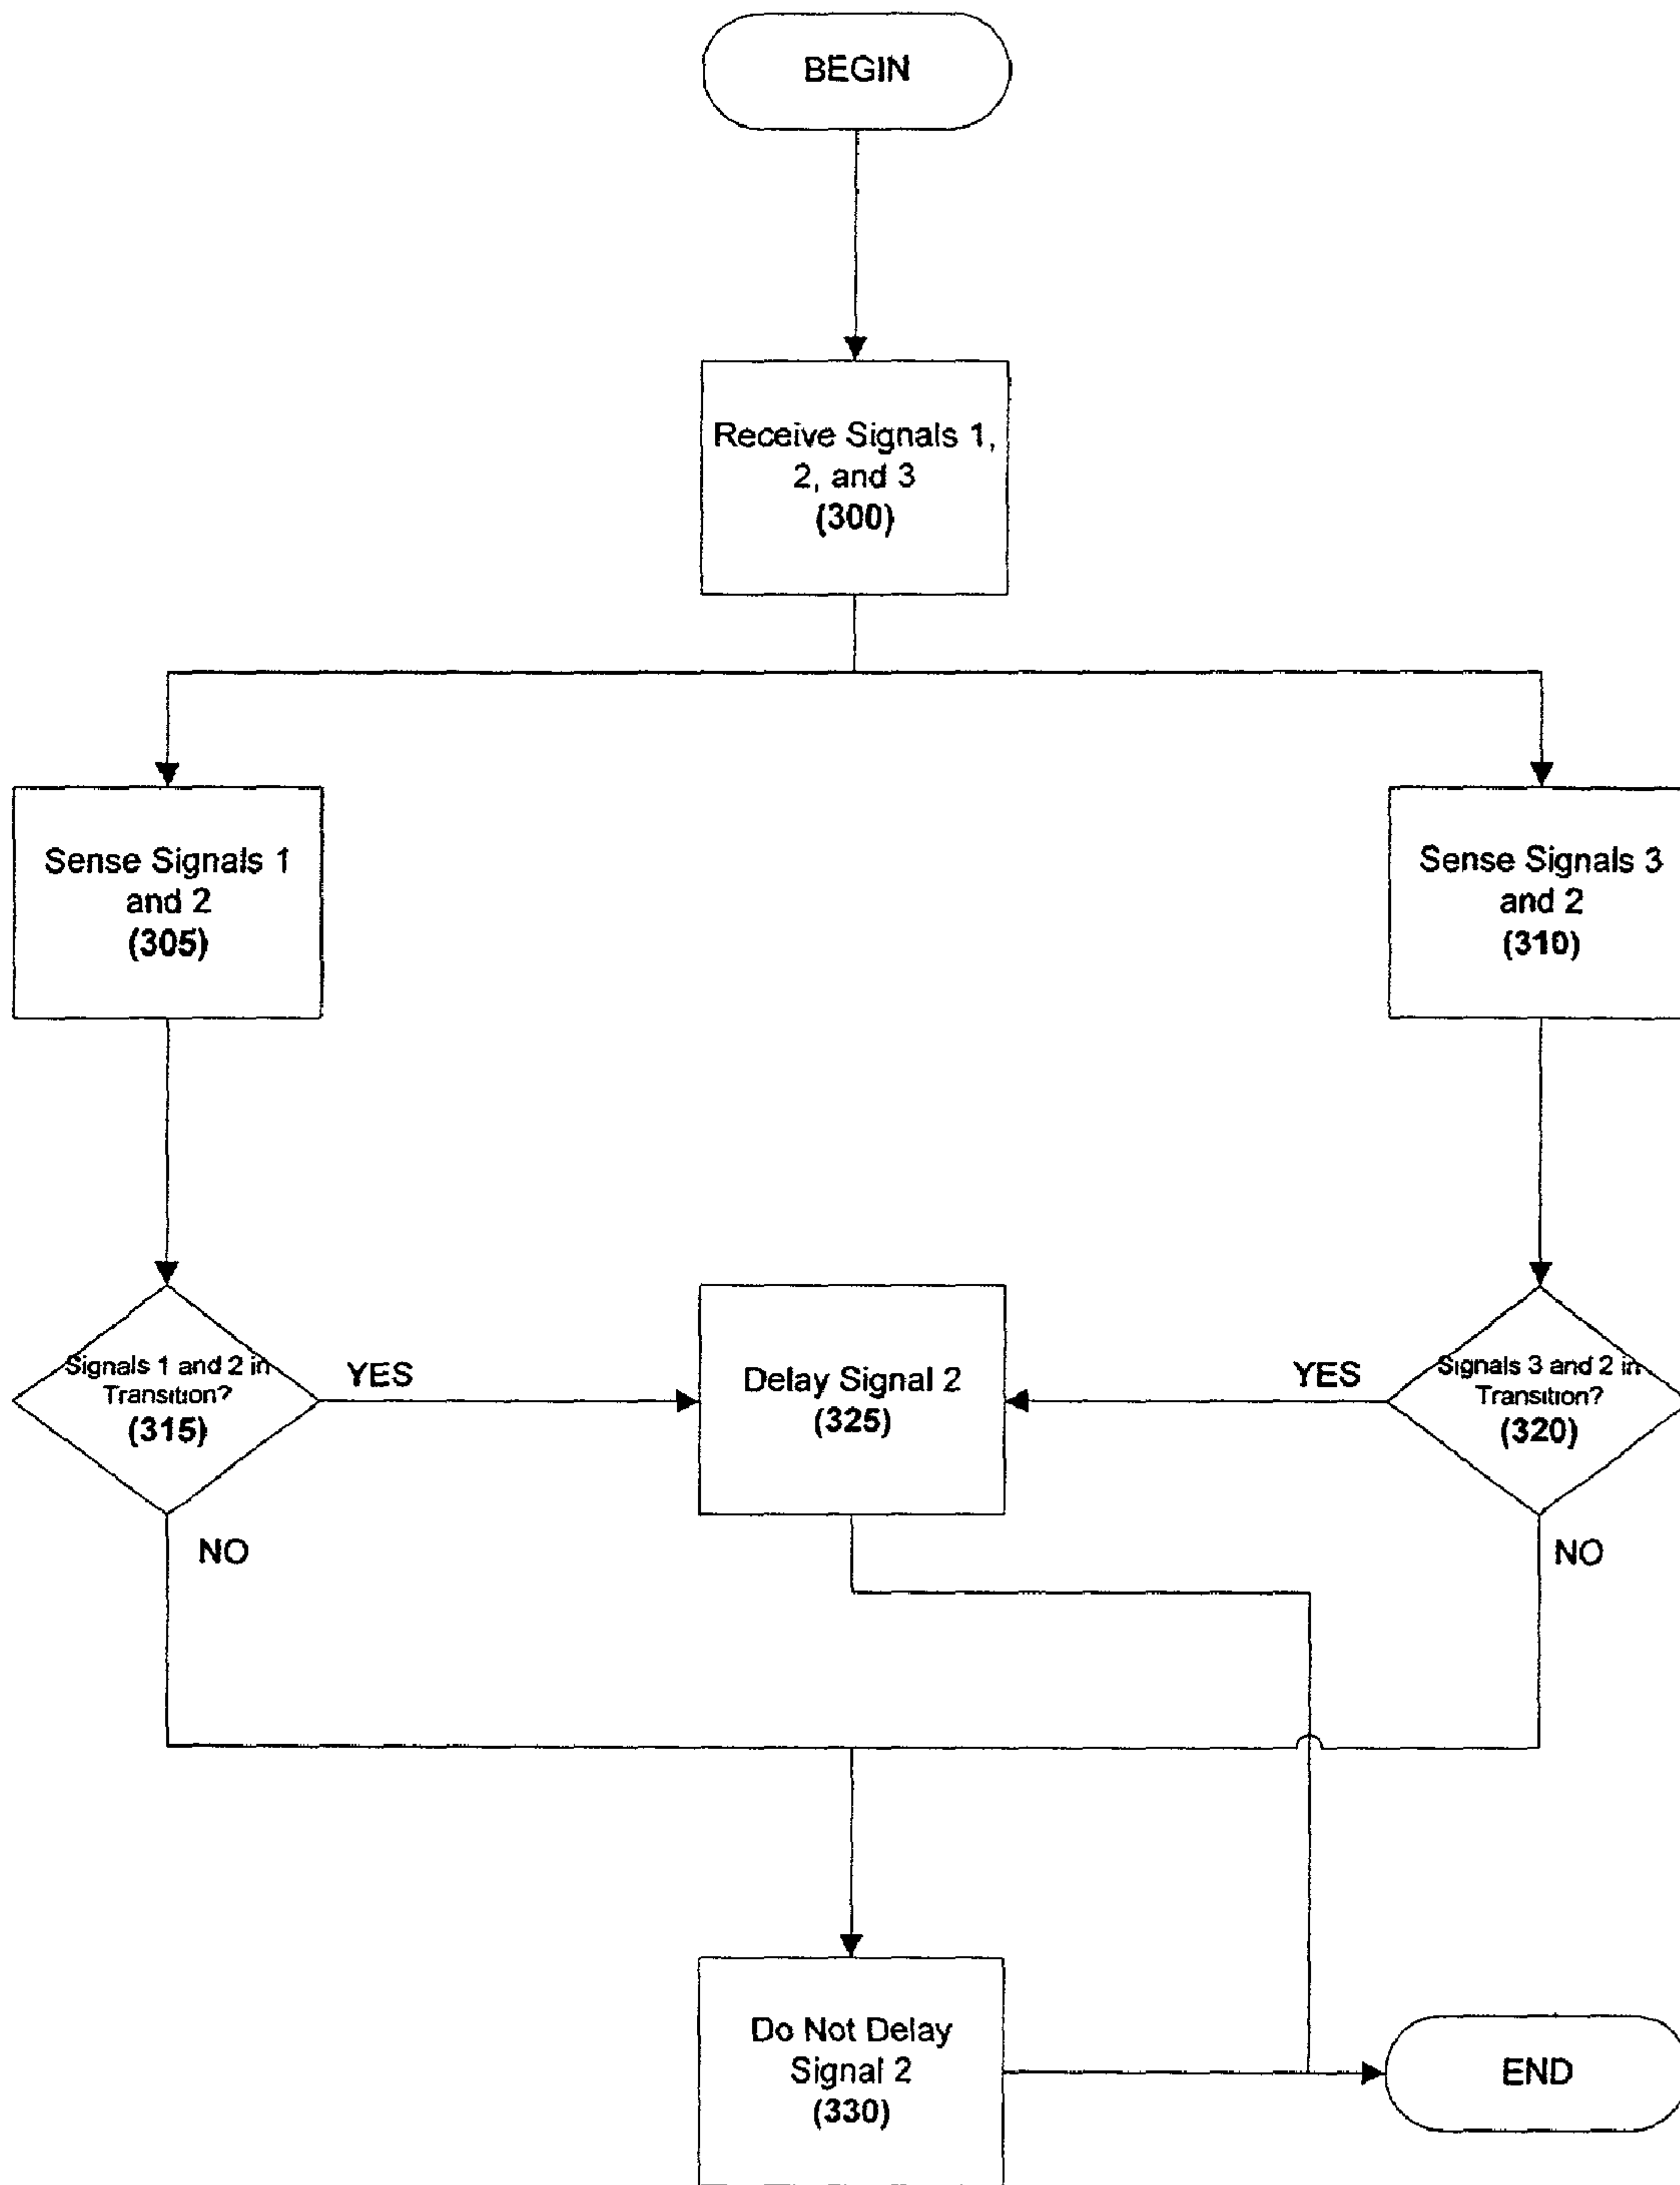 BEGIN
Receive Signals 1,
2, and 3
(300)
Sense Signals 1
and 2
(305)
Sense Signals 3
and 2
(310)
Signals 1 and 2 in
Transition?
(315)
YES
Delay Signal 2
(325)
YES
Signals 3 and 2 in
Transition?
(320)
NO
NO
Do Not Delay
Signal 2
(330)
END